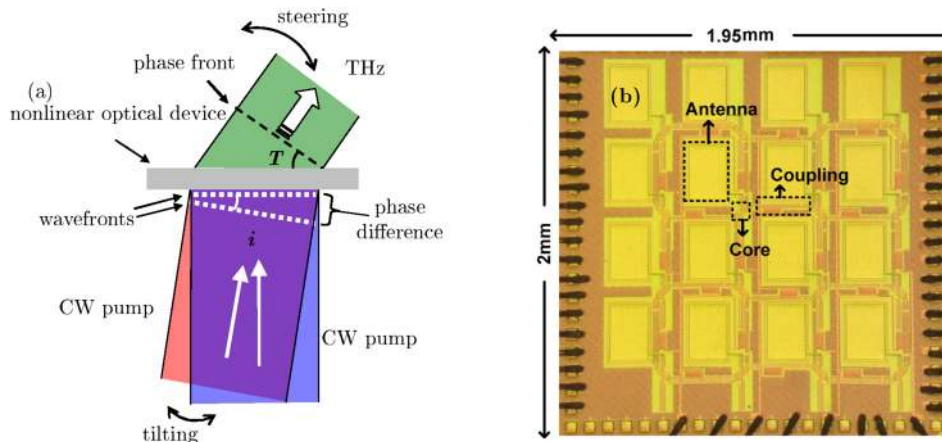 steering
phase front
THz
(a)
nonlinear optical device
T
wavefronts
phase
difference
i
CW pump
CW pump
tilting
1.95mm
(b)
Antenna
Coupling
Core
2mm